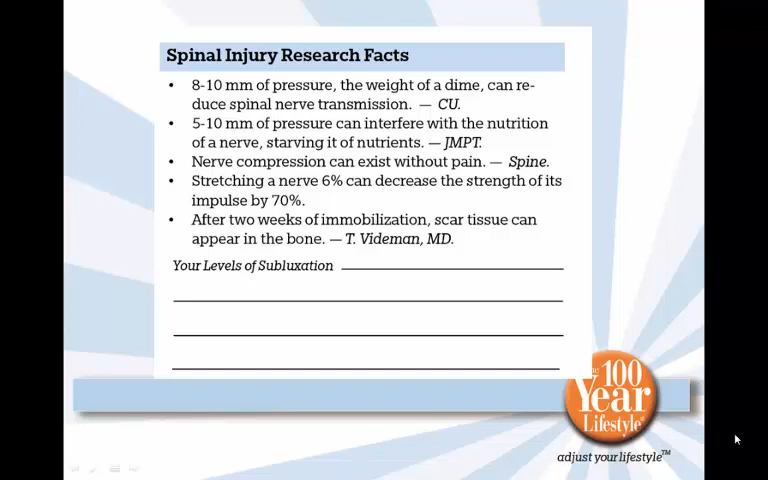 Spinal Injury Research Facts
• 8-10 mm of pressure, the weight of a dime, can re-
duce spinal nerve transmission. — CU.
• 5-10 mm of pressure can interfere with the nutrition
of a nerve, starving it of nutrients. — JMPT.
• Nerve compression can exist without pain. — Spine.
• Stretching a nerve 6% can decrease the strength of its
impulse by 70%.
• After two weeks of immobilization, scar tissue can
appear in the bone. — T. Videman, MD.
Your Levels of Subluxation
The 100
Year
Lifestyle®
adjust your lifestyle™